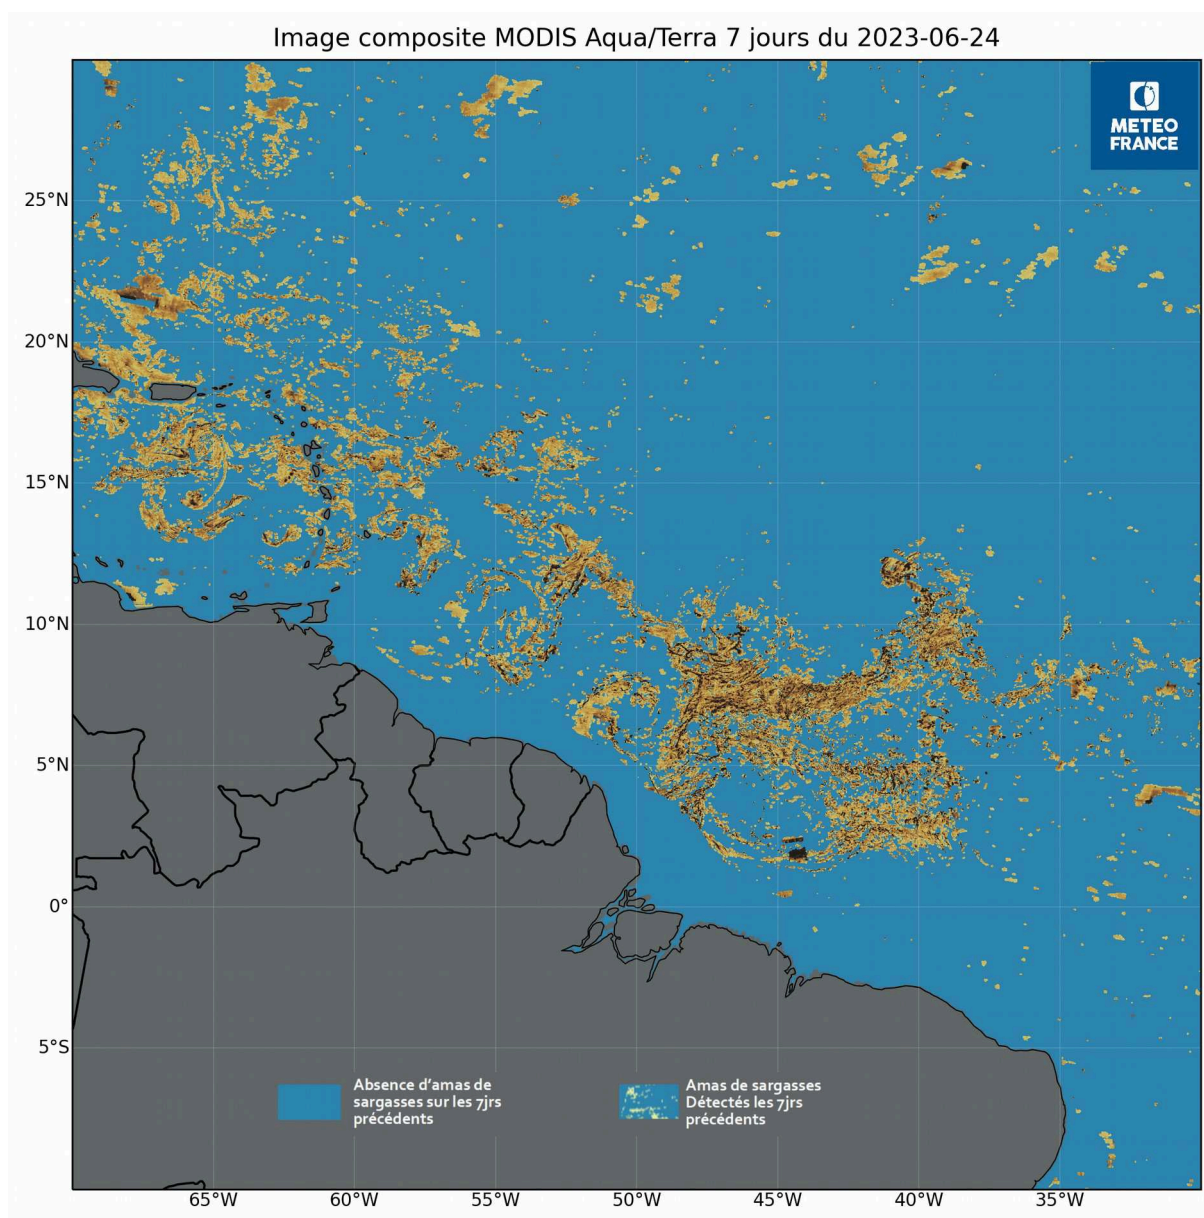 Image composite MODIS Aqua/Terra 7 jours du 2023-06-24
METEO
FRANCE
25°N
20°N
15°N
10°N
5°N
0°
5°S
Absence d'amas de
sargasses sur les 7jrs
précédents
Amas de sargasses
Détectés les 7jrs
précédents
65°W
60°W
55°W
50°W
45°W
40°W
35°W